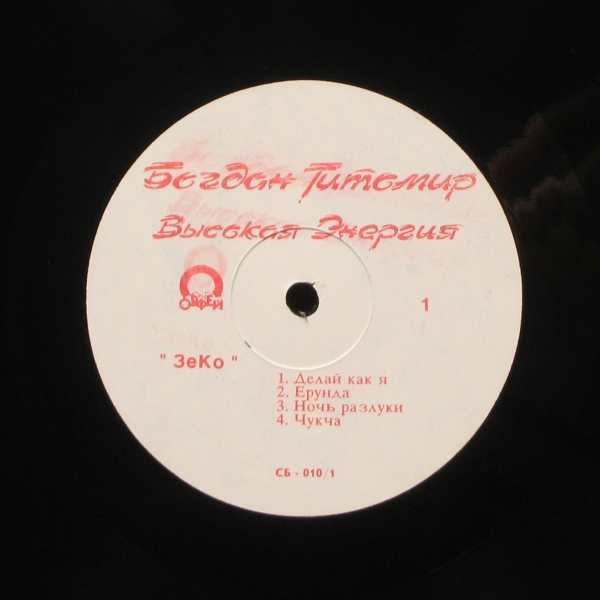 Богдан Титомир
Высокая Энергия
1
" ЗеКо "
1. Делай как я
2. Ерунда
3. Ночь разлуки
4. Чукча
СБ - 010/1